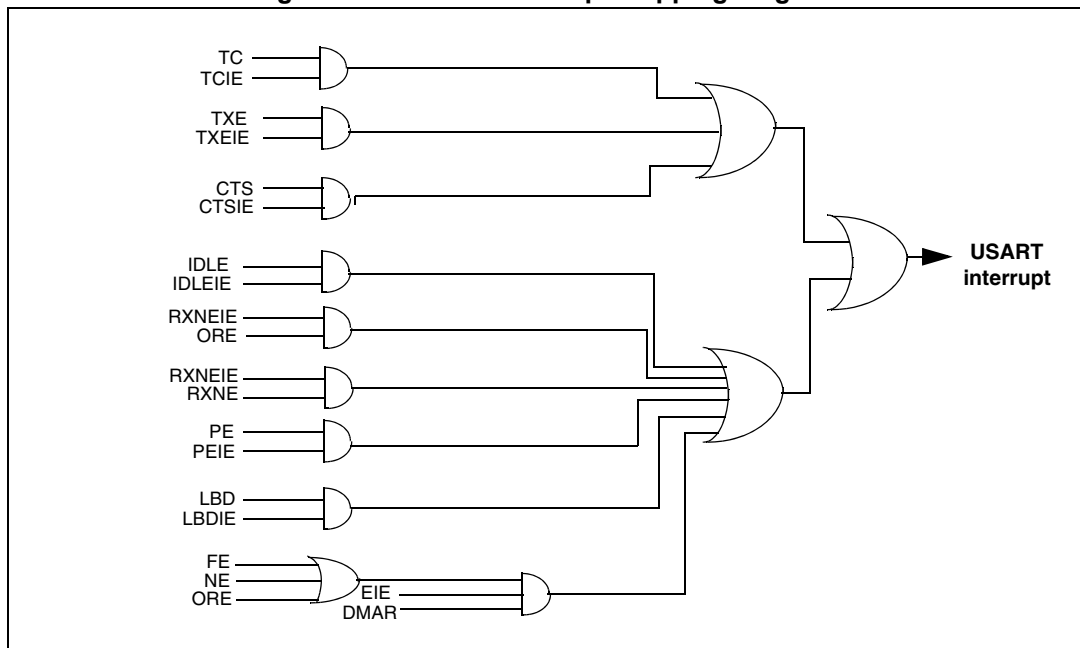 TC
TCIE
TXE
TXEIE
CTS
CTSIE
IDLE
IDLEIE
RXNEIE
ORE
RXNEIE
RXNE
PE
PEIE
LBD
LBDIE
FE
NE
ORE
EIE
DMAR
USART
interrupt